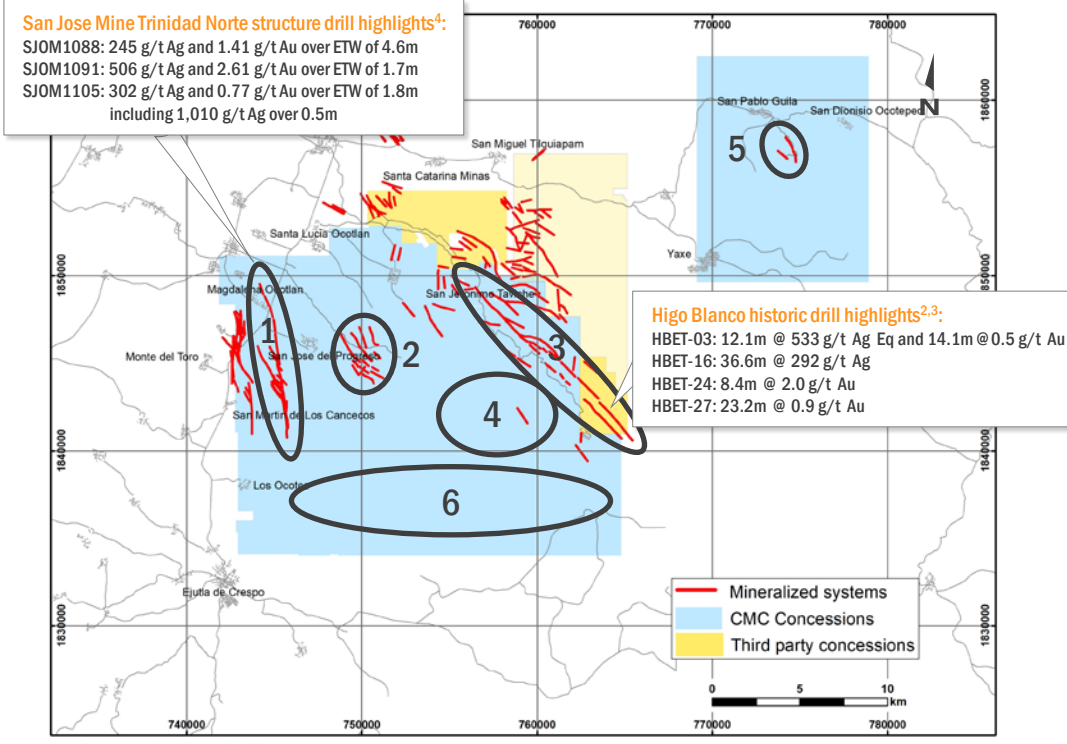 San Jose Mine Trinidad Norte structure drill highlights4:
SJOM1088: 245 g/t Ag and 1.41 g/t Au over ETW of 4.6m
SJOM1091: 506 g/t Ag and 2.61 g/t Au over ETW of 1.7m
SJOM1105: 302 g/t Ag and 0.77 g/t Au over ETW of 1.8m
including 1,010 g/t Ag over 0.5m
760000
770000
780000
N
1860000
1860000
San Pablo Guila
San Dionisio Ocotepec
5
San Miguel Tilquiapam
Santa Catarina Minas
Santa Lucia Ocotlan
Yaxe
1850000
1850000
Magdalena Ocotlan
San Jeronimo Taviche
Higo Blanco historic drill highlights2,3:
HBET-03: 12.1m @ 533 g/t Ag Eq and 14.1m @ 0.5 g/t Au
HBET-16: 36.6m @ 292 g/t Ag
HBET-24: 8.4m @ 2.0 g/t Au
HBET-27: 23.2m @ 0.9 g/t Au
1
2
3
Monte del Toro
San Jose del Progreso
San Martin de Los Cancecos
4
1840000
1840000
Los Ocotes
6
Ejutla de Crespo
1830000
1830000
Mineralized systems
CMC Concessions
Third party concessions
0 5 10
km
740000
750000
760000
770000
780000